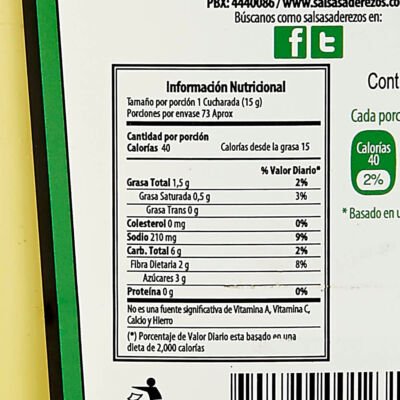 PBX: 4440086 / www.salsasaderezos.co
Búscanos como salsasaderezos en:
f t
Información Nutricional
Tamaño por porción 1 Cucharada (15 g)
Porciones por envase 73 Aprox
Cantidad por porción
Calorías 40 Calorías desde la grasa 15
% Valor Diario*
Grasa Total 1,5 g 2%
Grasa Saturada 0,5 g 3%
Grasa Trans 0 g
Colesterol 0 mg 0%
Sodio 210 mg 9%
Carb. Total 6 g 2%
Fibra Dietaria 2 g 8%
Azúcares 3 g
Proteína 0 g 0%
No es una fuente significativa de Vitamina A, Vitamina C,
Calcio y Hierro
(*) Porcentaje de Valor Diario esta basado en una
dieta de 2,000 calorías
Cont
Cada porc
Calorías
40
2%
* Basado en u